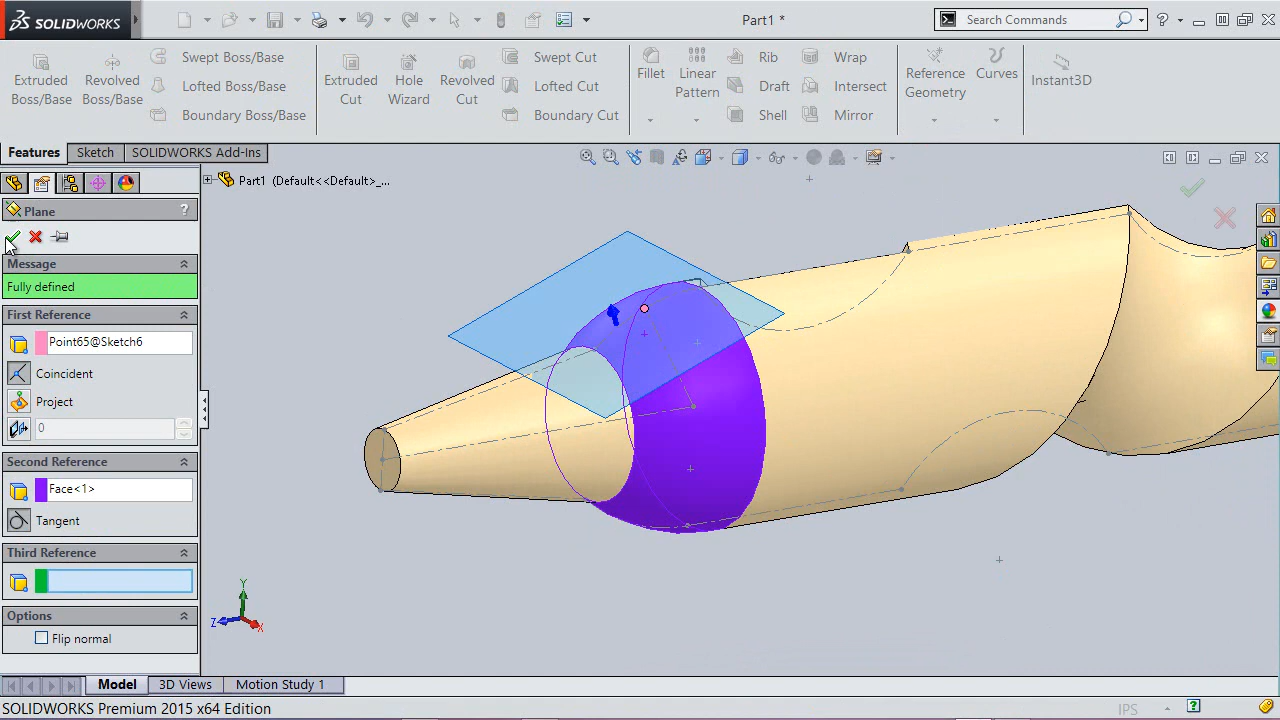 SOLIDWORKS
Part1 *
Search Commands
?
Extruded Boss/Base
Revolved Boss/Base
Swept Boss/Base
Lofted Boss/Base
Boundary Boss/Base
Extruded Cut
Hole Wizard
Revolved Cut
Swept Cut
Lofted Cut
Boundary Cut
Fillet
Linear Pattern
Rib
Draft
Shell
Wrap
Intersect
Mirror
Reference Geometry
Curves
Instant3D
Features
Sketch
SOLIDWORKS Add-Ins
Part1 (Default<<Default>_...
Plane
?
Message
Fully defined
First Reference
Point65@Sketch6
Coincident
Project
0
Second Reference
Face<1>
Tangent
Third Reference
Options
Flip normal
Y
Z
X
Model
3D Views
Motion Study 1
SOLIDWORKS Premium 2015 x64 Edition
IPS
?